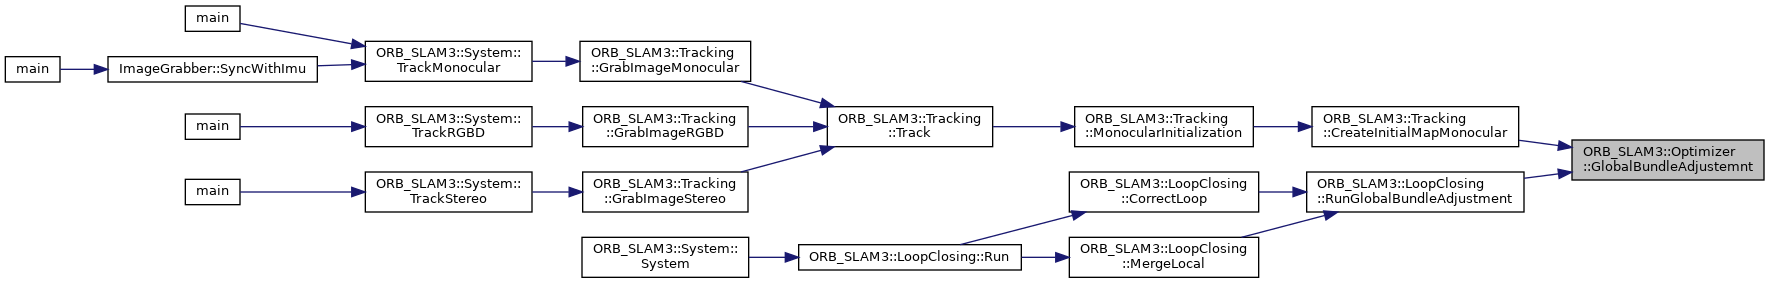 main
main
ImageGrabber::SyncWithImu
ORB_SLAM3::System::
TrackMonocular
ORB_SLAM3::Tracking
::GrabImageMonocular
main
ORB_SLAM3::System::
TrackRGBD
ORB_SLAM3::Tracking
::GrabImageRGBD
ORB_SLAM3::Tracking
::Track
ORB_SLAM3::Tracking
::MonocularInitialization
ORB_SLAM3::Tracking
::CreateInitialMapMonocular
ORB_SLAM3::Optimizer
::GlobalBundleAdjustemnt
main
ORB_SLAM3::System::
TrackStereo
ORB_SLAM3::Tracking
::GrabImageStereo
ORB_SLAM3::LoopClosing
::CorrectLoop
ORB_SLAM3::LoopClosing
::RunGlobalBundleAdjustment
ORB_SLAM3::System::
System
ORB_SLAM3::LoopClosing::Run
ORB_SLAM3::LoopClosing
::MergeLocal